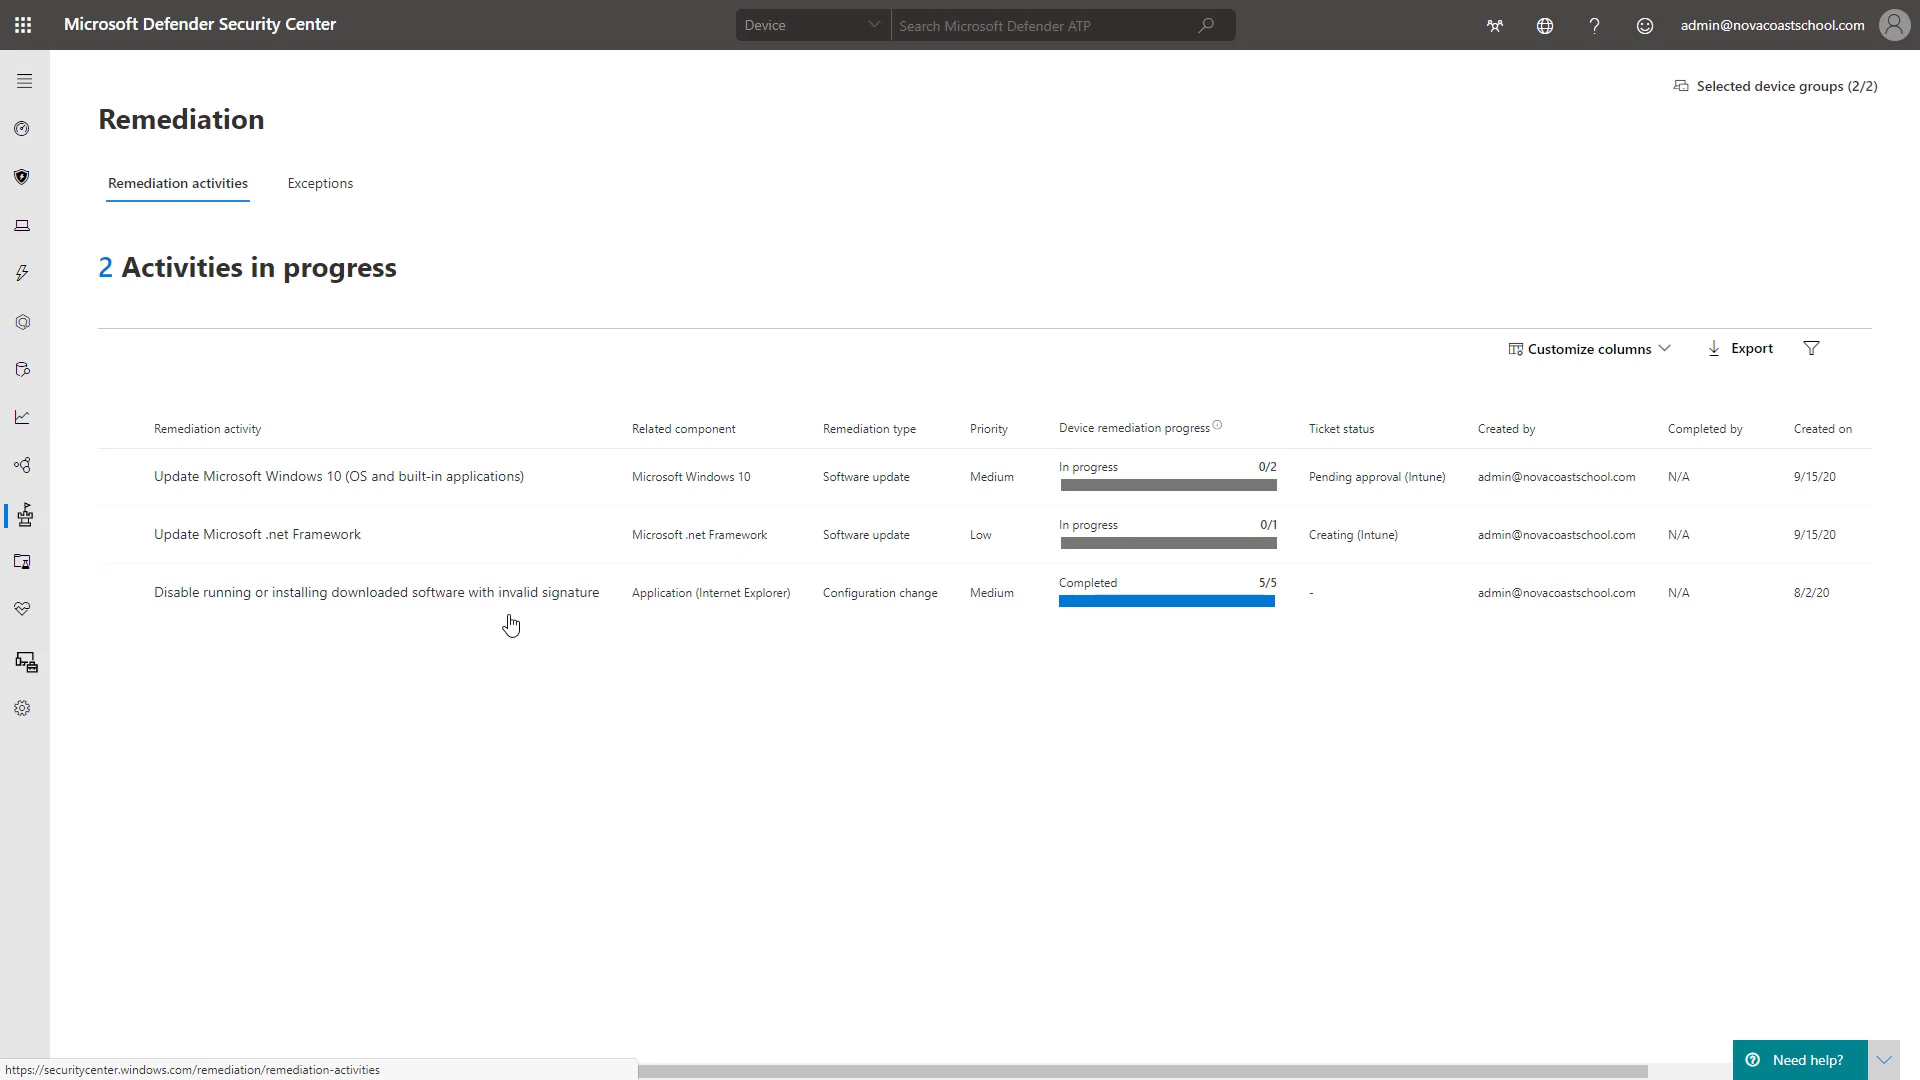 Microsoft Defender Security Center
Device
Search Microsoft Defender ATP
admin@novacoastschool.com
Selected device groups (2/2)
Remediation
Remediation activities
Exceptions
2 Activities in progress
Customize columns
Export
Remediation activity Related component Remediation type Priority Device remediation progress Ticket status Created by Completed by Created on
Update Microsoft Windows 10 (OS and built-in applications) Microsoft Windows 10 Software update Medium In progress 0/2 Pending approval (Intune) admin@novacoastschool.com N/A 9/15/20
Update Microsoft .net Framework Microsoft .net Framework Software update Low In progress 0/1 Creating (Intune) admin@novacoastschool.com N/A 9/15/20
Disable running or installing downloaded software with invalid signature Application (Internet Explorer) Configuration change Medium Completed 5/5 - admin@novacoastschool.com N/A 8/2/20
Need help?
https://securitycenter.windows.com/remediation/remediation-activities